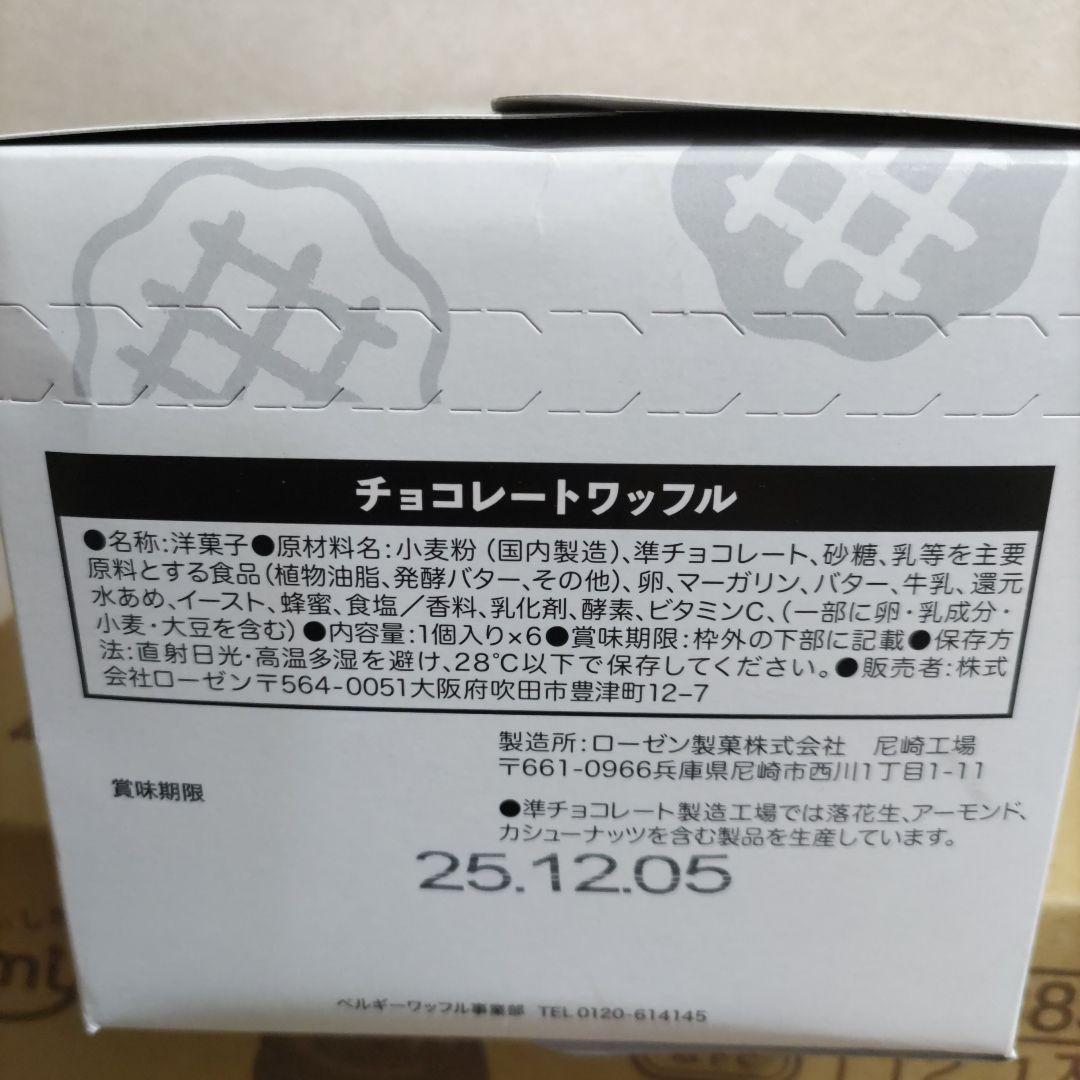 チョコレートワッフル
●名称:洋菓子●原材料名:小麦粉(国内製造)、準チョコレート、砂糖、乳等を主要
原料とする食品(植物油脂、発酵バター、その他)、卵、マーガリン、バター、牛乳、還元
水あめ、イースト、蜂蜜、食塩/香料、乳化剤、酵素、ビタミンC、(一部に卵・乳成分・
小麦・大豆を含む)●内容量:1個入り×6●賞味期限:枠外の下部に記載●保存方
法:直射日光・高温多湿を避け、28℃以下で保存してください。●販売者:株式
会社ローゼン〒564-0051大阪府吹田市豊津町12-7
製造所:ローゼン製菓株式会社 尼崎工場
〒661-0966兵庫県尼崎市西川1丁目1-11
賞味期限
●準チョコレート製造工場では落花生、アーモンド、
カシューナッツを含む製品を生産しています。
25.12.05
ベルギーワッフル事業部 TEL 0120-614145